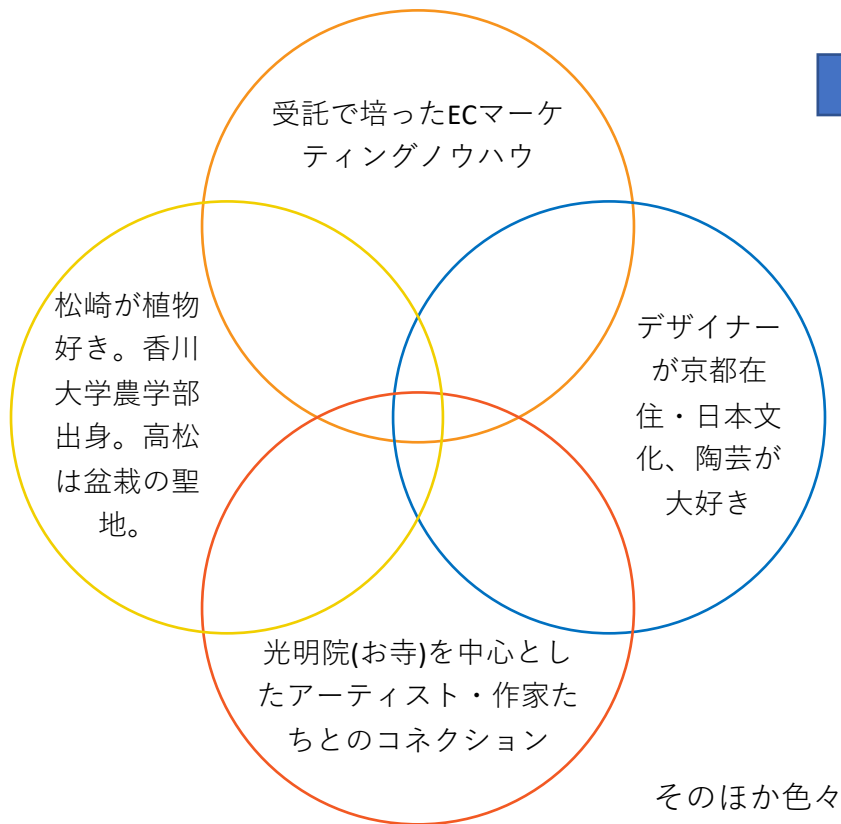 受託で培ったECマーケ
ティングノウハウ
松崎が植物
好き。香川
大学農学部
出身。高松
は盆栽の聖
地。
デザイナー
が京都在
住・日本文
化、陶芸が
大好き
光明院(お寺)を中心とし
たアーティスト・作家た
ちとのコネクション
そのほか色々